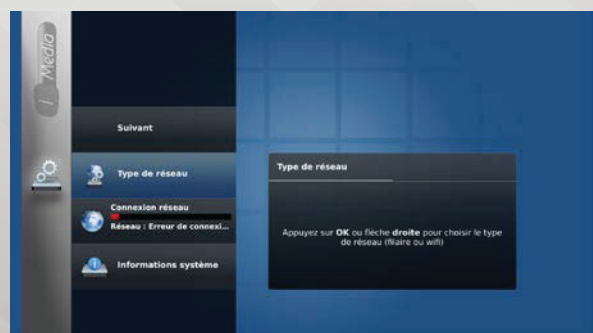 i Media
Suivant
Type de réseau
Connexion réseau
Réseau : Erreur de connexi...
Informations système
Type de réseau
Appuyez sur OK ou flèche droite pour choisir le type
de réseau (filaire ou wifi)